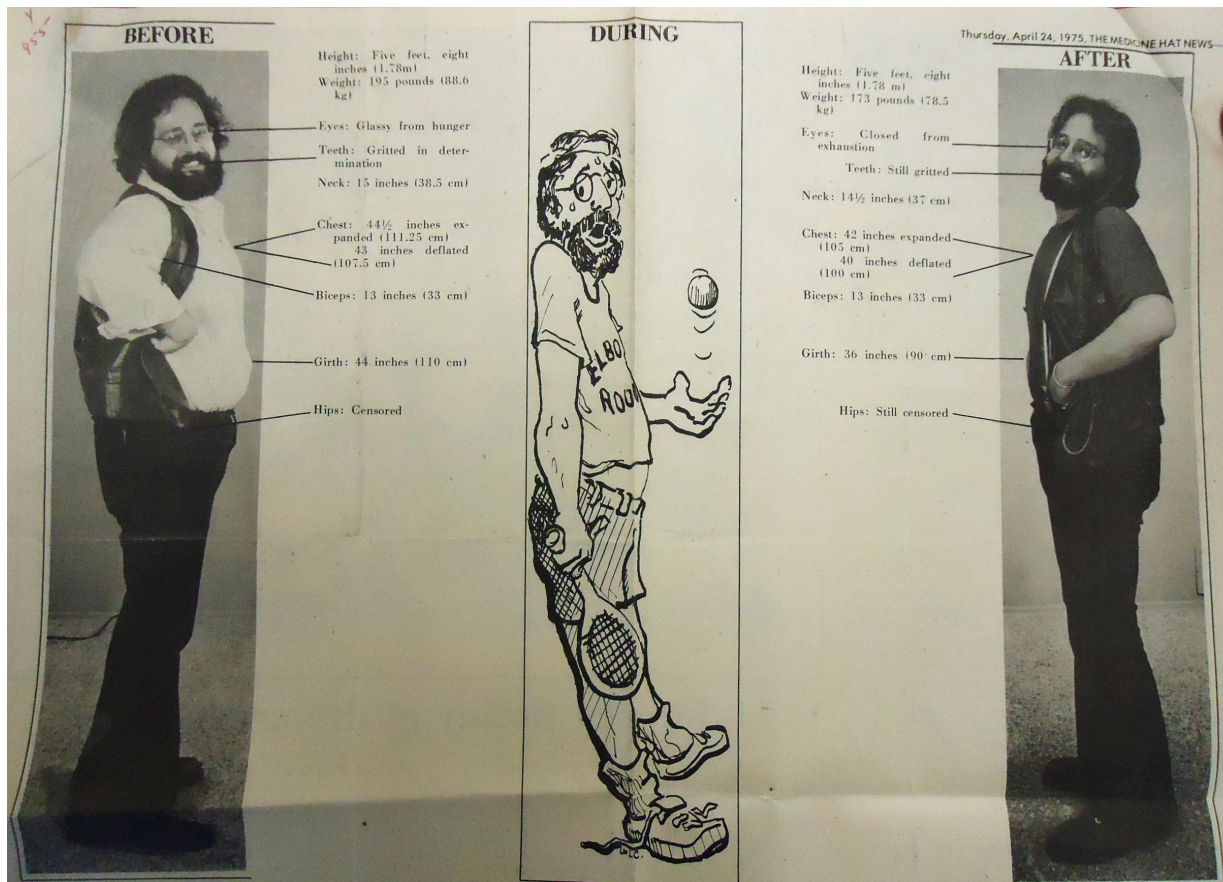 Thursday, April 24, 1975, THE MEDICINE HAT NEWS
BEFORE
Height: Five feet, eight
inches (1.78m)
Weight: 195 pounds (88.6
kg)
Eyes: Glassy from hunger
Teeth: Gritted in deter-
mination
Neck: 15 inches (38.5 cm)
Chest: 44½ inches ex-
panded (111.25 cm)
43 inches deflated
(107.5 cm)
Biceps: 13 inches (33 cm)
Girth: 44 inches (110 cm)
Hips: Censored
DURING
ELBO
ROOM
AFTER
Height: Five feet, eight
inches (1.78 m)
Weight: 173 pounds (78.5
kg)
Eyes: Closed from
exhaustion
Teeth: Still gritted
Neck: 14½ inches (37 cm)
Chest: 42 inches expanded
(105 cm)
40 inches deflated
(100 cm)
Biceps: 13 inches (33 cm)
Girth: 36 inches (90 cm)
Hips: Still censored